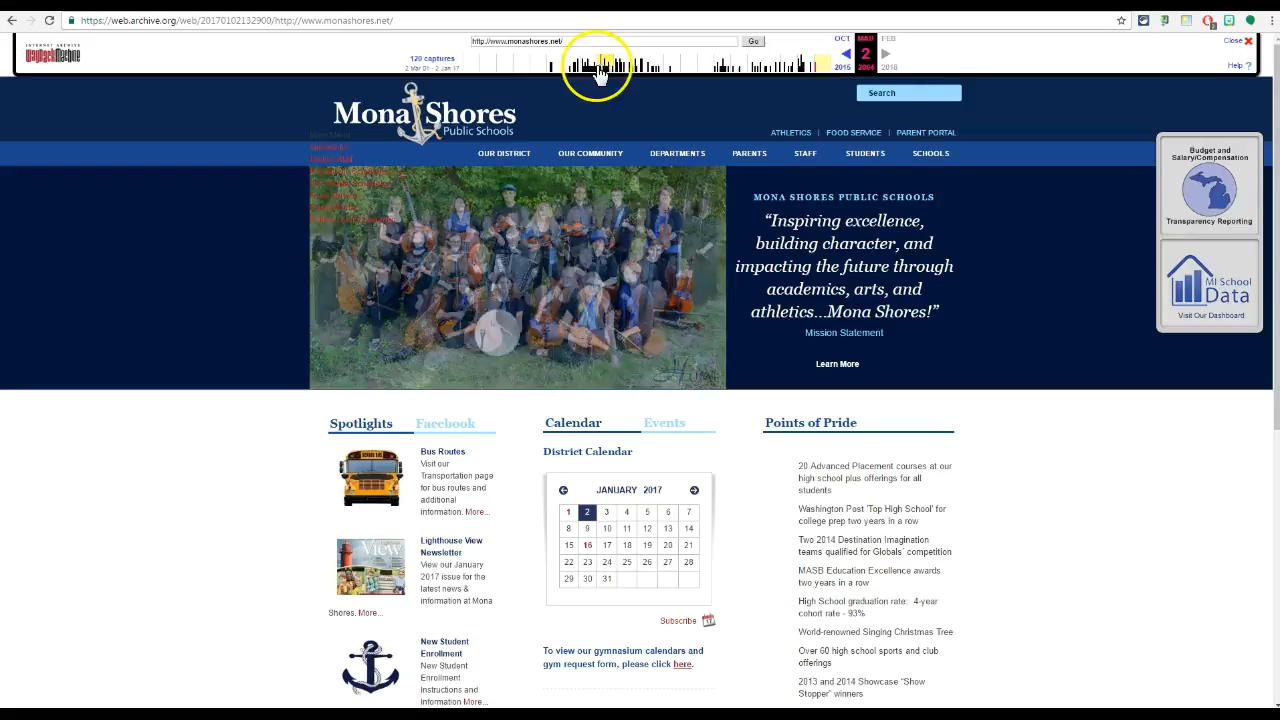 https://web.archive.org/web/20170102132900/http://www.monashores.net/
INTERNET ARCHIVE
WaybackMachine
http://www.monashores.net/
Go
120 captures
2 Mar 01 - 2 Jan 17
OCT
MAR
FEB
2
2015
2004
2018
Close
Help ?
Mona Shores
Public Schools
Search
ATHLETICS | FOOD SERVICE | PARENT PORTAL
OUR DISTRICT
OUR COMMUNITY
DEPARTMENTS
PARENTS
STAFF
STUDENTS
SCHOOLS
MONA SHORES PUBLIC SCHOOLS
“Inspiring excellence,
building character, and
impacting the future through
academics, arts, and
athletics...Mona Shores!”
Mission Statement
Learn More
Budget and
Salary/Compensation
Transparency Reporting
MI School
Data
Visit Our Dashboard
Spotlights
Facebook
Bus Routes
Visit our
Transportation page
for bus routes and
additional
information. More...
Lighthouse View
Newsletter
View our January
2017 issue for the
latest news &
information at Mona
Shores. More...
New Student
Enrollment
New Student
Enrollment
Instructions and
Information More...
Calendar
Events
District Calendar
JANUARY 2017
1 2 3 4 5 6 7
8 9 10 11 12 13 14
15 16 17 18 19 20 21
22 23 24 25 26 27 28
29 30 31
Subscribe
To view our gymnasium calendars and
gym request form, please click here.
Points of Pride
20 Advanced Placement courses at our
high school plus offerings for all
students
Washington Post 'Top High School' for
college prep two years in a row
Two 2014 Destination Imagination
teams qualified for Globals' competition
MASB Education Excellence awards
two years in a row
High School graduation rate: 4-year
cohort rate - 93%
World-renowned Singing Christmas Tree
Over 60 high school sports and club
offerings
2013 and 2014 Showcase “Show
Stopper” winners